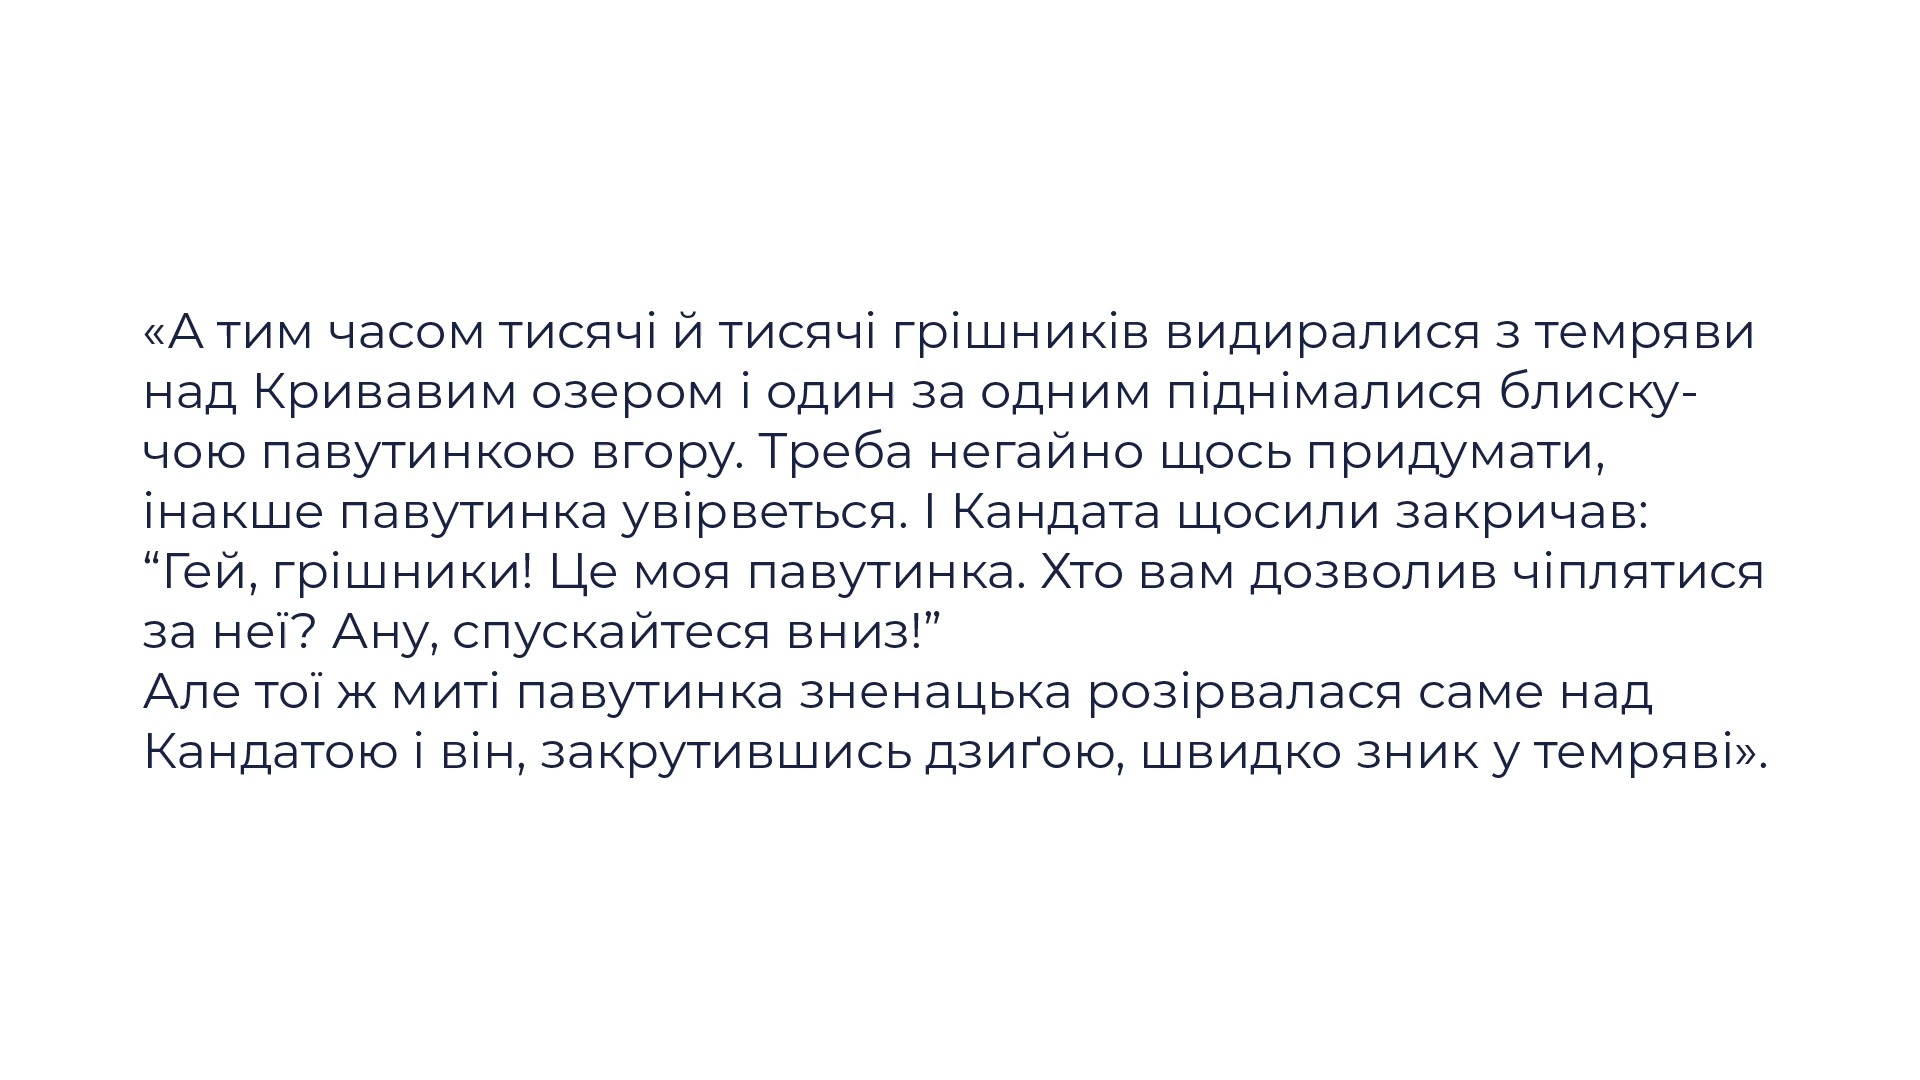 «А тим часом тисячі й тисячі грішників видиралися з темряви
над Кривавим озером і один за одним піднімалися блиску-
чою павутинкою вгору. Треба негайно щось придумати,
інакше павутинка увірветься. І Кандата щосили закричав:
“Гей, грішники! Це моя павутинка. Хто вам дозволив чіплятися
за неї? Ану, спускайтеся вниз!”
Але тої ж миті павутинка зненацька розірвалася саме над
Кандатою і він, закрутившись дзиґою, швидко зник у темряві».